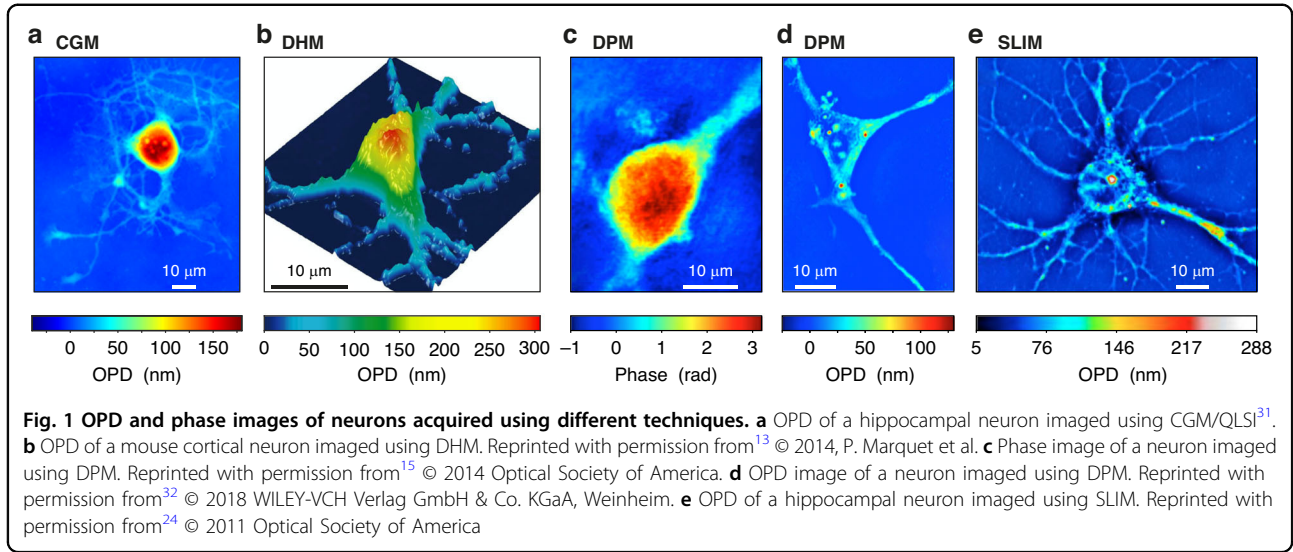 a CGM
b DHM
c DPM
d DPM
e SLIM
10 µm
10 µm
10 µm
10 µm
10 µm
0 50 100 150
OPD (nm)
0 50 100 150 200 250 300
OPD (nm)
–1 0 1 2 3
Phase (rad)
0 50 100
OPD (nm)
5 76 146 217 288
OPD (nm)
Fig. 1 OPD and phase images of neurons acquired using different techniques. a OPD of a hippocampal neuron imaged using CGM/QLSI31.
b OPD of a mouse cortical neuron imaged using DHM. Reprinted with permission from13 © 2014, P. Marquet et al. c Phase image of a neuron imaged
using DPM. Reprinted with permission from15 © 2014 Optical Society of America. d OPD image of a neuron imaged using DPM. Reprinted with
permission from32 © 2018 WILEY-VCH Verlag GmbH & Co. KGaA, Weinheim. e OPD of a hippocampal neuron imaged using SLIM. Reprinted with
permission from24 © 2011 Optical Society of America